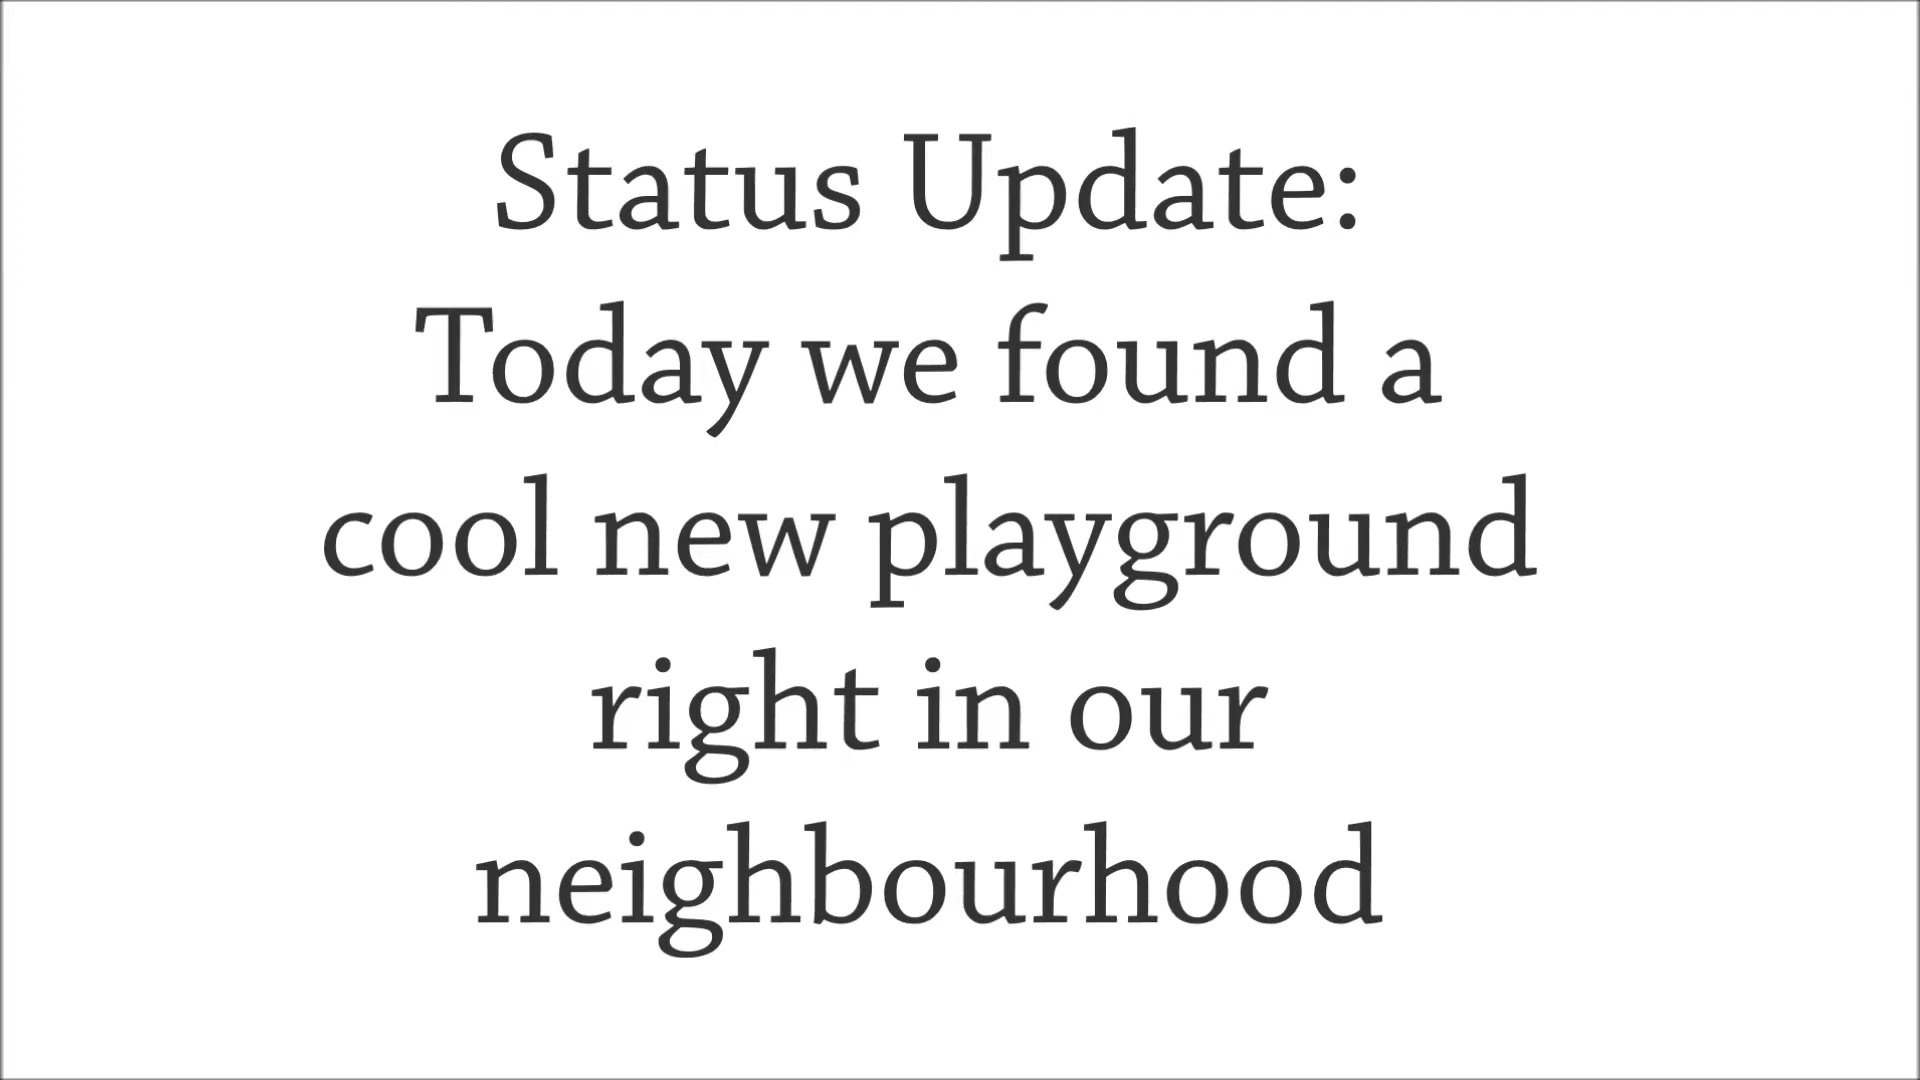 Status Update:
Today we found a
cool new playground
right in our
neighbourhood